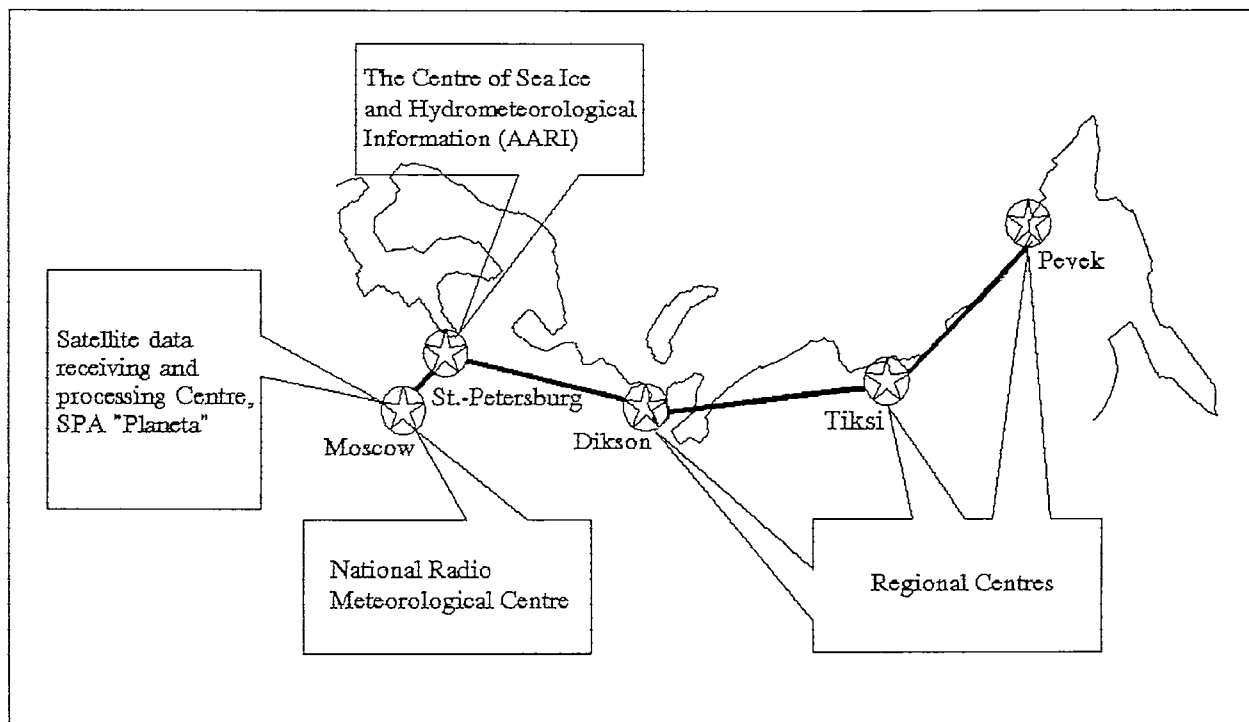 The Centre of Sea Ice
and Hydrometeorological
Information (AARI)
Pevek
Satellite data
receiving and
processing Centre,
SPA "Planeta"
St.-Petersburg
Moscow
Dikson
Tiksi
National Radio
Meteorological Centre
Regional Centres